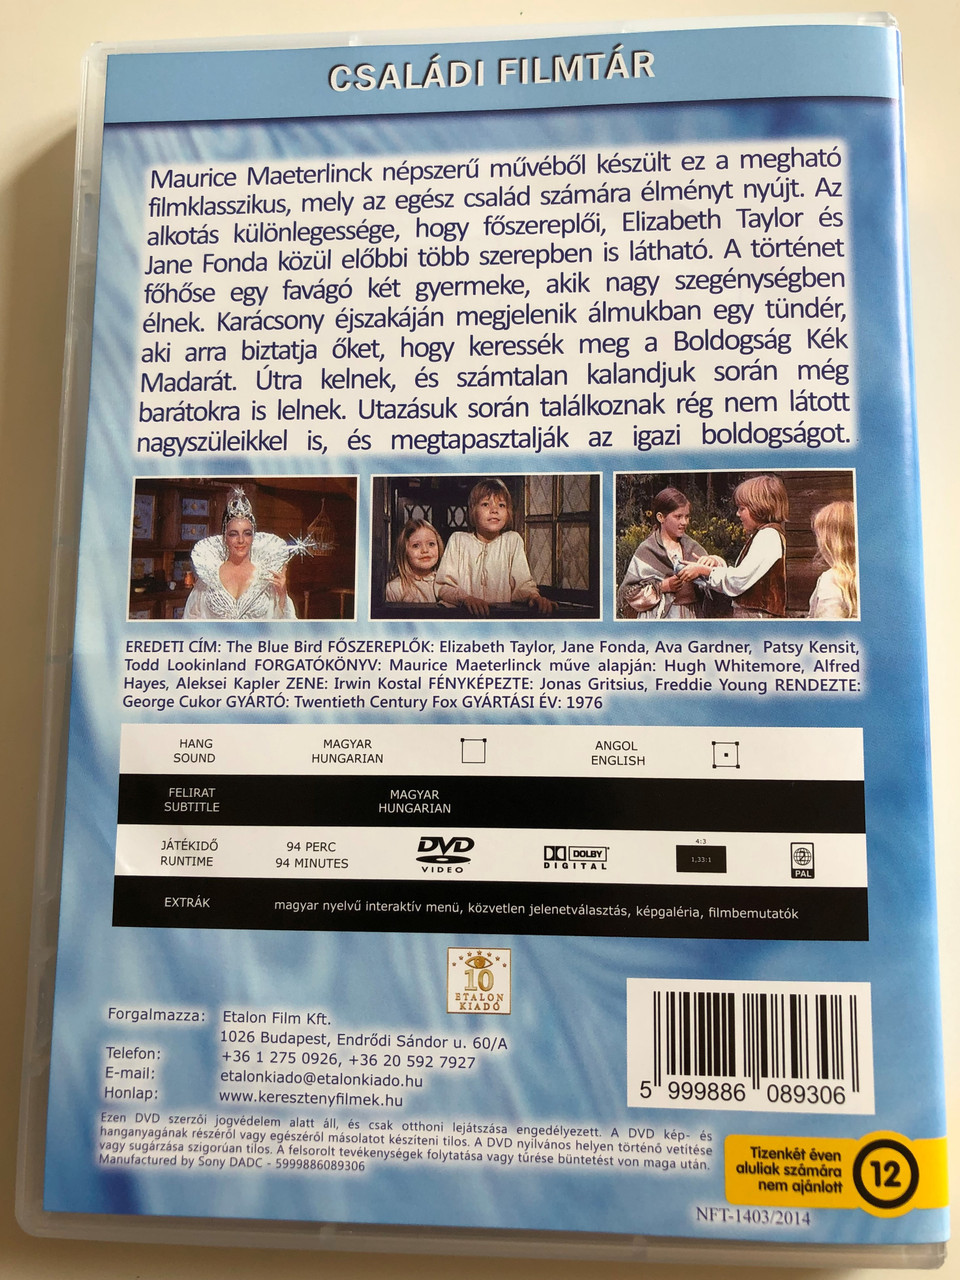 CSALÁDI FILMTÁR
Maurice Maeterlinck népszerű művéből készült ez a megható
filmklasszikus, mely az egész család számára élményt nyújt. Az
alkotás különlegessége, hogy főszereplői, Elizabeth Taylor és
Jane Fonda közül előbbi több szerepben is látható. A történet
főhőse egy favágó két gyermeke, akik nagy szegénységben
élnek. Karácsony éjszakáján megjelenik álmukban egy tündér,
aki arra biztatja őket, hogy keressék meg a Boldogság Kék
Madarát. Útra kelnek, és számtalan kalandjuk során még
barátokra is lelnek. Utazásuk során találkoznak rég nem látott
nagyszüleikkel is, és megtapasztalják az igazi boldogságot.
EREDETI CÍM: The Blue Bird FŐSZEREPLŐK: Elizabeth Taylor, Jane Fonda, Ava Gardner, Patsy Kensit,
Todd Lookinland FORGATÓKÖNYV: Maurice Maeterlinck műve alapján: Hugh Whitemore, Alfred
Hayes, Aleksei Kapler ZENE: Irwin Kostal FÉNYKÉPEZTE: Jonas Gritsius, Freddie Young RENDEZTE:
George Cukor GYÁRTÓ: Twentieth Century Fox GYÁRTÁSI ÉV: 1976
HANG MAGYAR ANGOL
SOUND HUNGARIAN ENGLISH
FELIRAT MAGYAR
SUBTITLE HUNGARIAN
JÁTÉKIDŐ 94 PERC
RUNTIME 94 MINUTES
DVD
VIDEO
DOLBY
DIGITAL
4:3
1,33:1
2
PAL
EXTRÁK magyar nyelvű interaktív menü, közvetlen jelenetválasztás, képgaléria, filmbemutatók
10
ETALON
KIADÓ
Forgalmazza: Etalon Film Kft.
1026 Budapest, Endrődi Sándor u. 60/A
Telefon: +36 1 275 0926, +36 20 592 7927
E-mail: etalonkiado@etalonkiado.hu
Honlap: www.keresztenyfilmek.hu
5 999886 089306
Ezen DVD szerzői jogvédelem alatt áll, és csak otthoni lejátszása engedélyezett. A DVD kép- és
hanganyagának részéről vagy egészéről másolatot készíteni tilos. A DVD nyilvános helyen történő vetítése
vagy sugárzása szigorúan tilos. A felsorolt tevékenységek folytatása vagy tűrése büntetést von maga után.
Manufactured by Sony DADC - 5999886089306
Tizenkét éven
aluliak számára
nem ajánlott
12
NFT-1403/2014